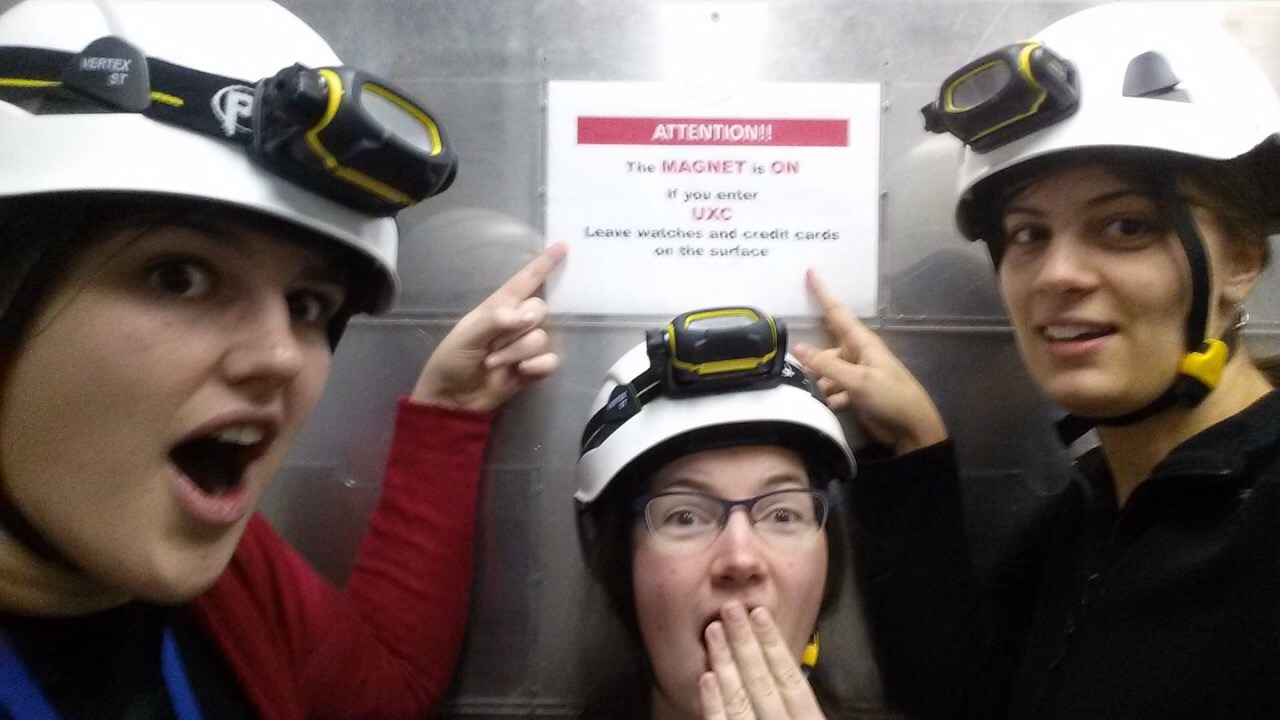 VERTEX
ST
P
ATTENTION!!
The MAGNET is ON
If you enter
UXC
Leave watches and credit cards
on the surface